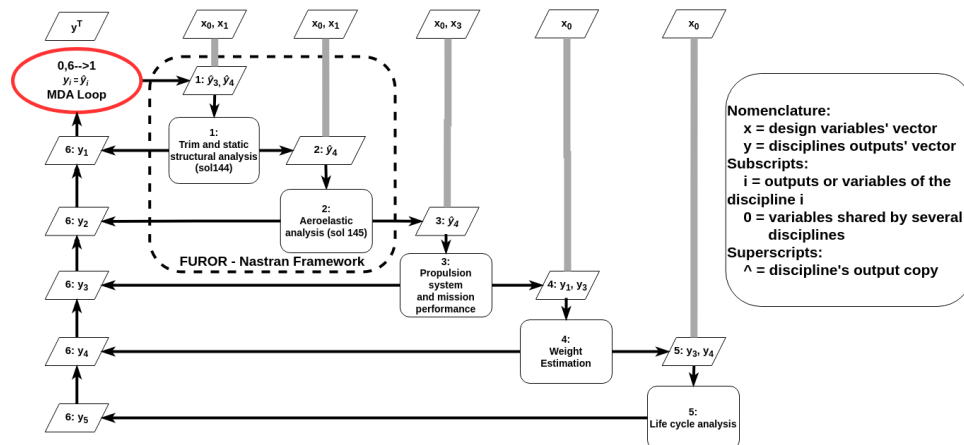 yᵀ
x₀, x₁
x₀, x₁
x₀, x₃
x₀
x₀
0,6-->1
yᵢ = ŷᵢ
MDA Loop
1: ŷ₃, ŷ₄
1:
Trim and static
structural analysis
(sol144)
2: ŷ₄
6: y₁
2:
Aeroelastic
analysis (sol 145)
3: ŷ₄
6: y₂
FUROR - Nastran Framework
3:
Propulsion
system
and mission
performance
4: y₁, y₃
6: y₃
4:
Weight
Estimation
5: y₃, y₄
6: y₄
5:
Life cycle analysis
6: y₅
Nomenclature:
x = design variables' vector
y = disciplines outputs' vector
Subscripts:
i = outputs or variables of the
discipline i
0 = variables shared by several
disciplines
Superscripts:
^ = discipline's output copy